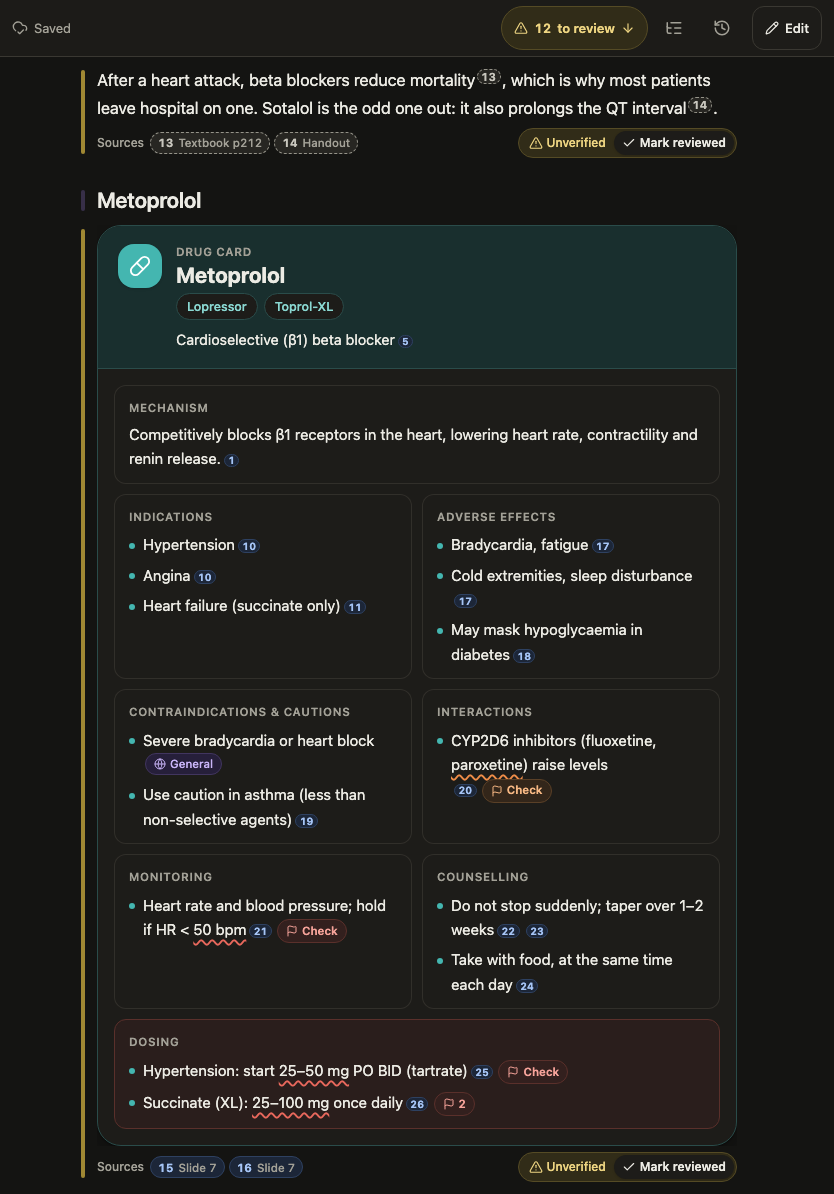 Saved
12 to review ↓
Edit
After a heart attack, beta blockers reduce mortality 13 , which is why most patients
leave hospital on one. Sotalol is the odd one out: it also prolongs the QT interval 14 .
Sources 13 Textbook p212 14 Handout
Unverified ✓ Mark reviewed
Metoprolol
DRUG CARD
Metoprolol
Lopressor Toprol-XL
Cardioselective (β1) beta blocker 5
MECHANISM
Competitively blocks β1 receptors in the heart, lowering heart rate, contractility and
renin release. 1
INDICATIONS
Hypertension 10
Angina 10
Heart failure (succinate only) 11
ADVERSE EFFECTS
Bradycardia, fatigue 17
Cold extremities, sleep disturbance
17
May mask hypoglycaemia in
diabetes 18
CONTRAINDICATIONS & CAUTIONS
Severe bradycardia or heart block
General
Use caution in asthma (less than
non-selective agents) 19
INTERACTIONS
CYP2D6 inhibitors (fluoxetine,
paroxetine) raise levels
20 Check
MONITORING
Heart rate and blood pressure; hold
if HR < 50 bpm 21 Check
COUNSELLING
Do not stop suddenly; taper over 1–2
weeks 22 23
Take with food, at the same time
each day 24
DOSING
Hypertension: start 25–50 mg PO BID (tartrate) 25 Check
Succinate (XL): 25–100 mg once daily 26 2
Sources 15 Slide 7 16 Slide 7
Unverified ✓ Mark reviewed